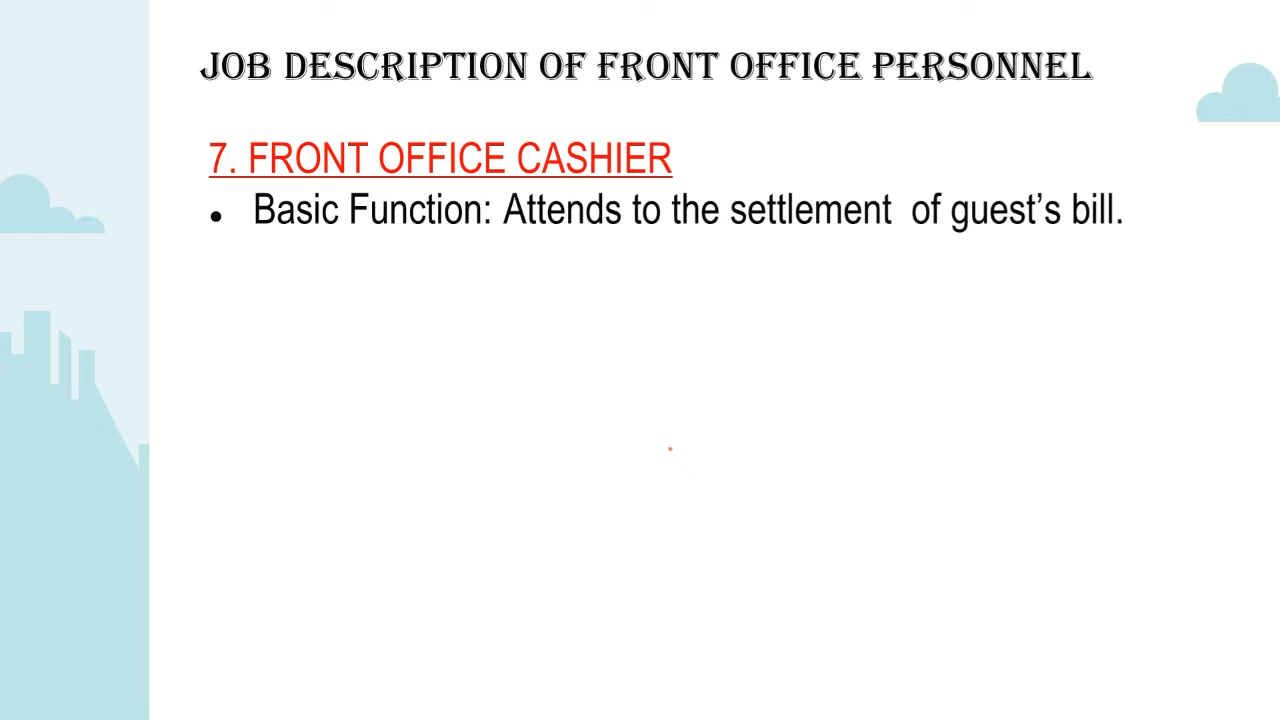 JOB DESCRIPTION OF FRONT OFFICE PERSONNEL
7. FRONT OFFICE CASHIER
• Basic Function: Attends to the settlement  of guest’s bill.